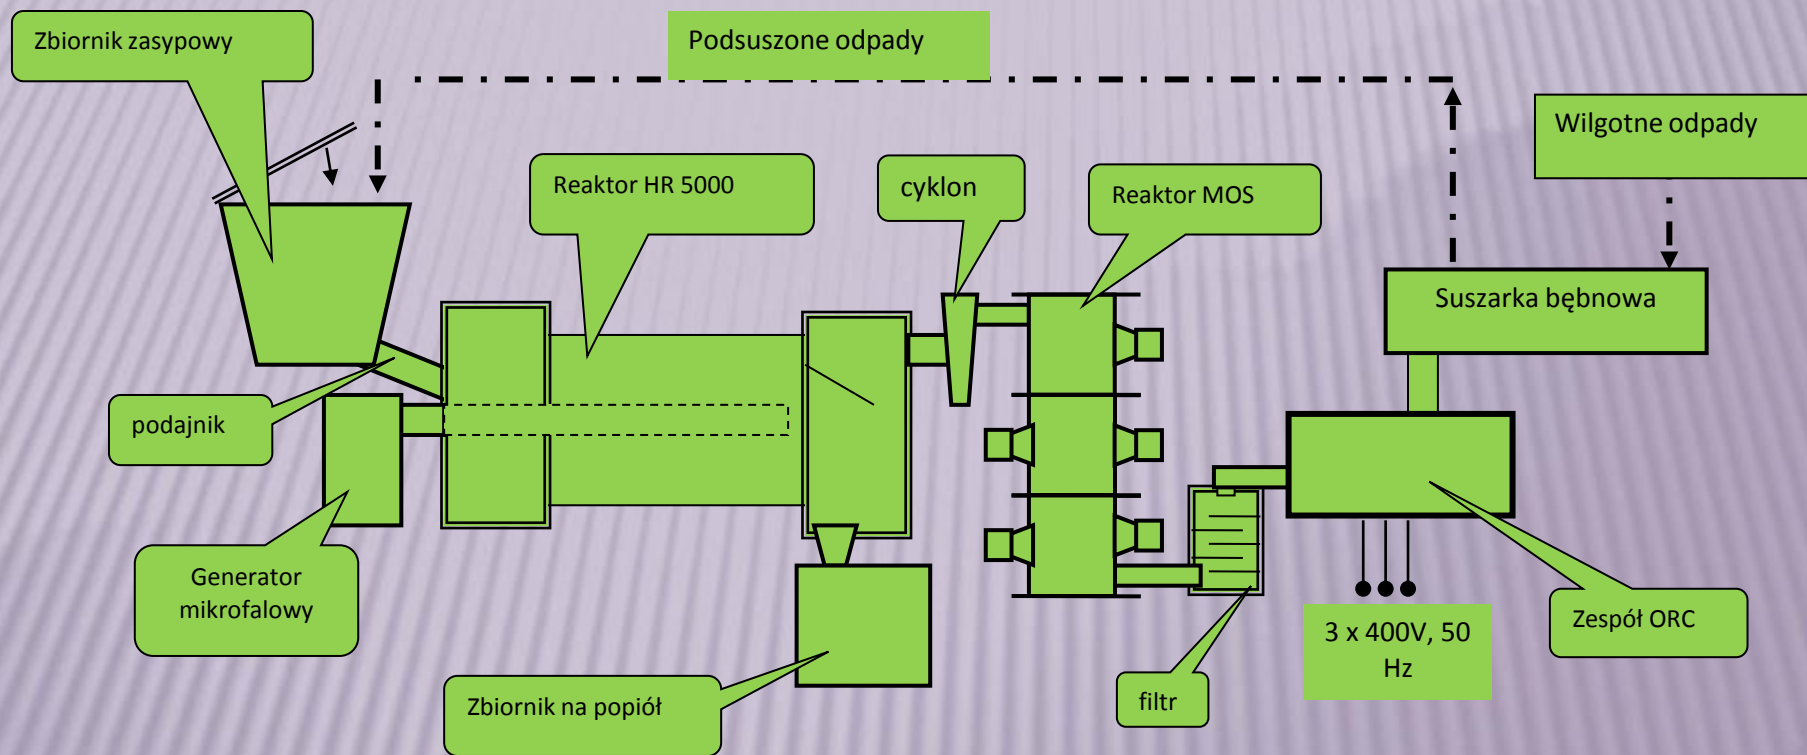 Zbiornik zasypowy
Podsuszone odpady
Wilgotne odpady
Reaktor HR 5000
cyklon
Reaktor MOS
Suszarka bębnowa
podajnik
Generator
mikrofalowy
Zbiornik na popiół
filtr
3 x 400V, 50
Hz
Zespół ORC